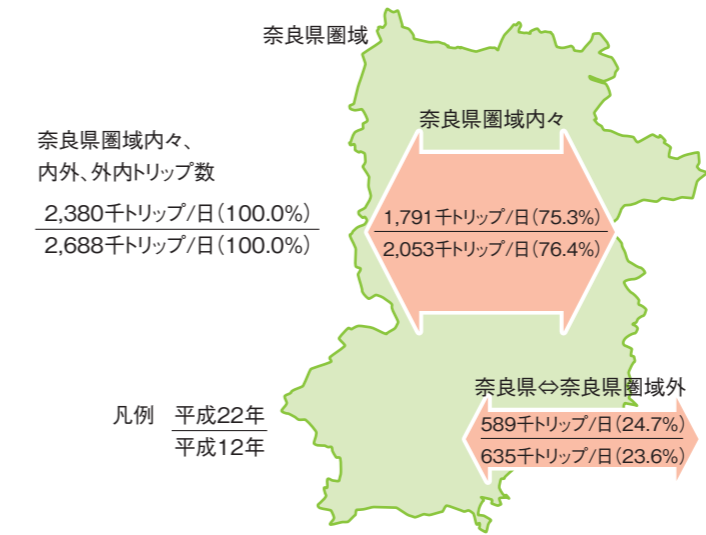 奈良県圏域
奈良県圏域内々、
内外、外内トリップ数
2,380千トリップ/日(100.0%)
2,688千トリップ/日(100.0%)
奈良県圏域内々
1,791千トリップ/日(75.3%)
2,053千トリップ/日(76.4%)
奈良県⇔奈良県圏域外
589千トリップ/日(24.7%)
635千トリップ/日(23.6%)
凡例
平成22年
平成12年